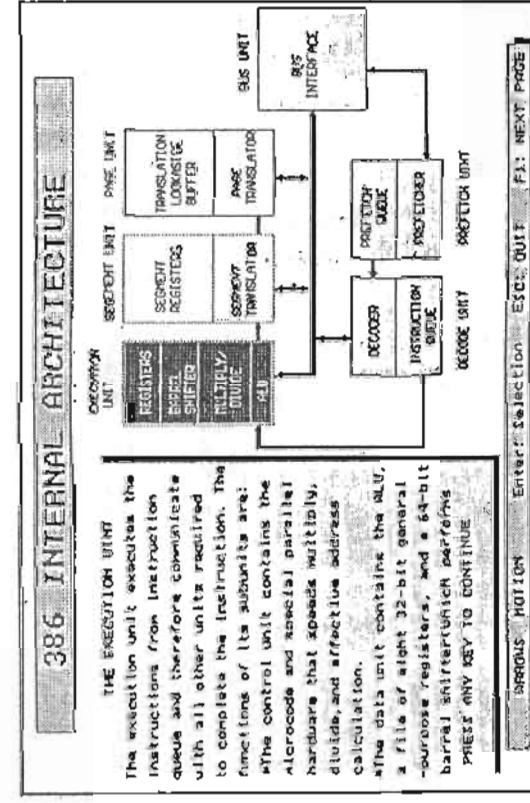 386 INTERNAL ARCHITECTURE
THE EXECUTION UINT
The execution unit executes the
instructions from instruction
queue and therefore communicate
with all other units required
to complete the instruction. The
functions of its subunits are:
*The control unit contains the
microcode and special parallel
hardware that speeds multiply,
divide, and effective address
calculation.
*The data unit contains the ALU,
a file of eight 32-bit general
-purpose registers, and a 64-bit
barrel shifter(which performs
PRESS ANY KEY TO CONTINUE
EXECUTION
UNIT
REGISTERS
BARREL
SHIFTER
MULTIPLY/
DIVIDE
ALU
SEGEMENT UNIT
SEGMENT
REGISTERS
SEGMENT
TRANSLATOR
PAGE UNIT
TRANSLATION
LOOKASIDE
BUFFER
PAGE
TRANSLATOR
BUS UNIT
BUS
INTERFACE
DECODER
INSTRUCTION
QUEUE
DECODE UNIT
PREFETCH
QUEUE
PREFETCHER
PREFETCH UINT
ARROWS: MOTION Enter: Selection ESC: QUIT F1: NEXT PAGE